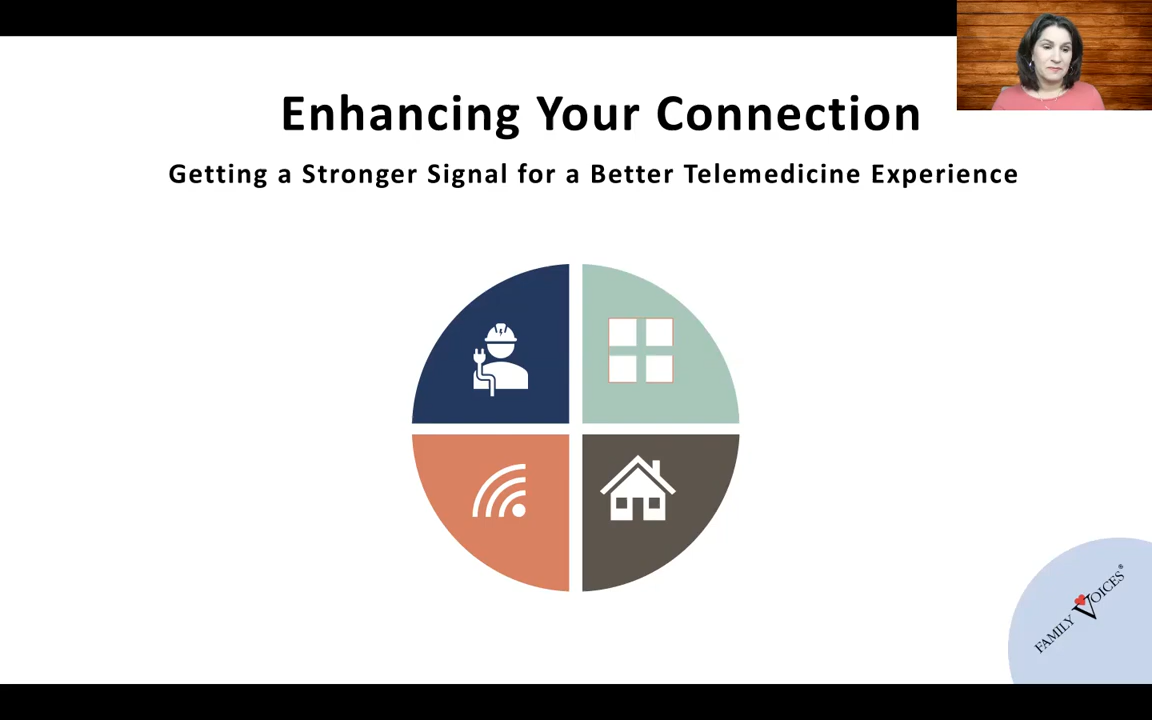 Enhancing Your Connection
Getting a Stronger Signal for a Better Telemedicine Experience
FAMILY VOICES®